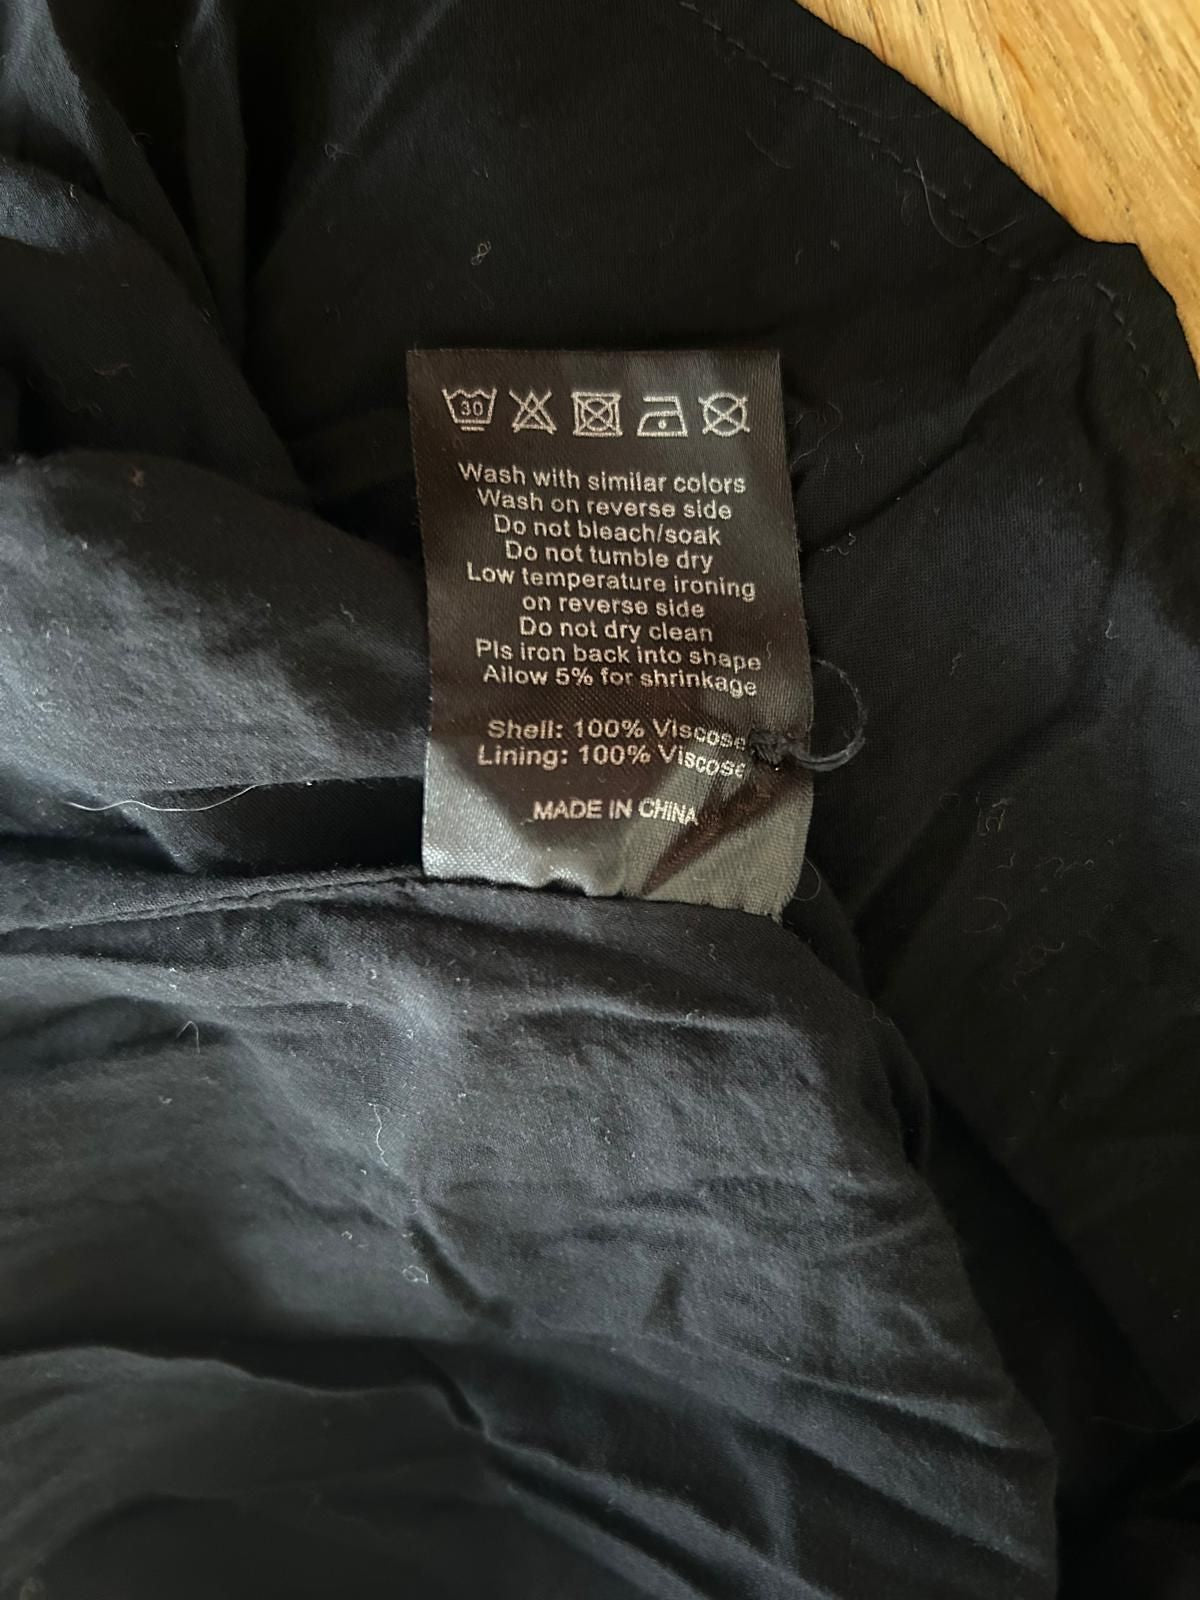 30
Wash with similar colors
Wash on reverse side
Do not bleach/soak
Do not tumble dry
Low temperature ironing
on reverse side
Do not dry clean
Pls iron back into shape
Allow 5% for shrinkage
Shell: 100% Viscose
Lining: 100% Viscose
MADE IN CHINA